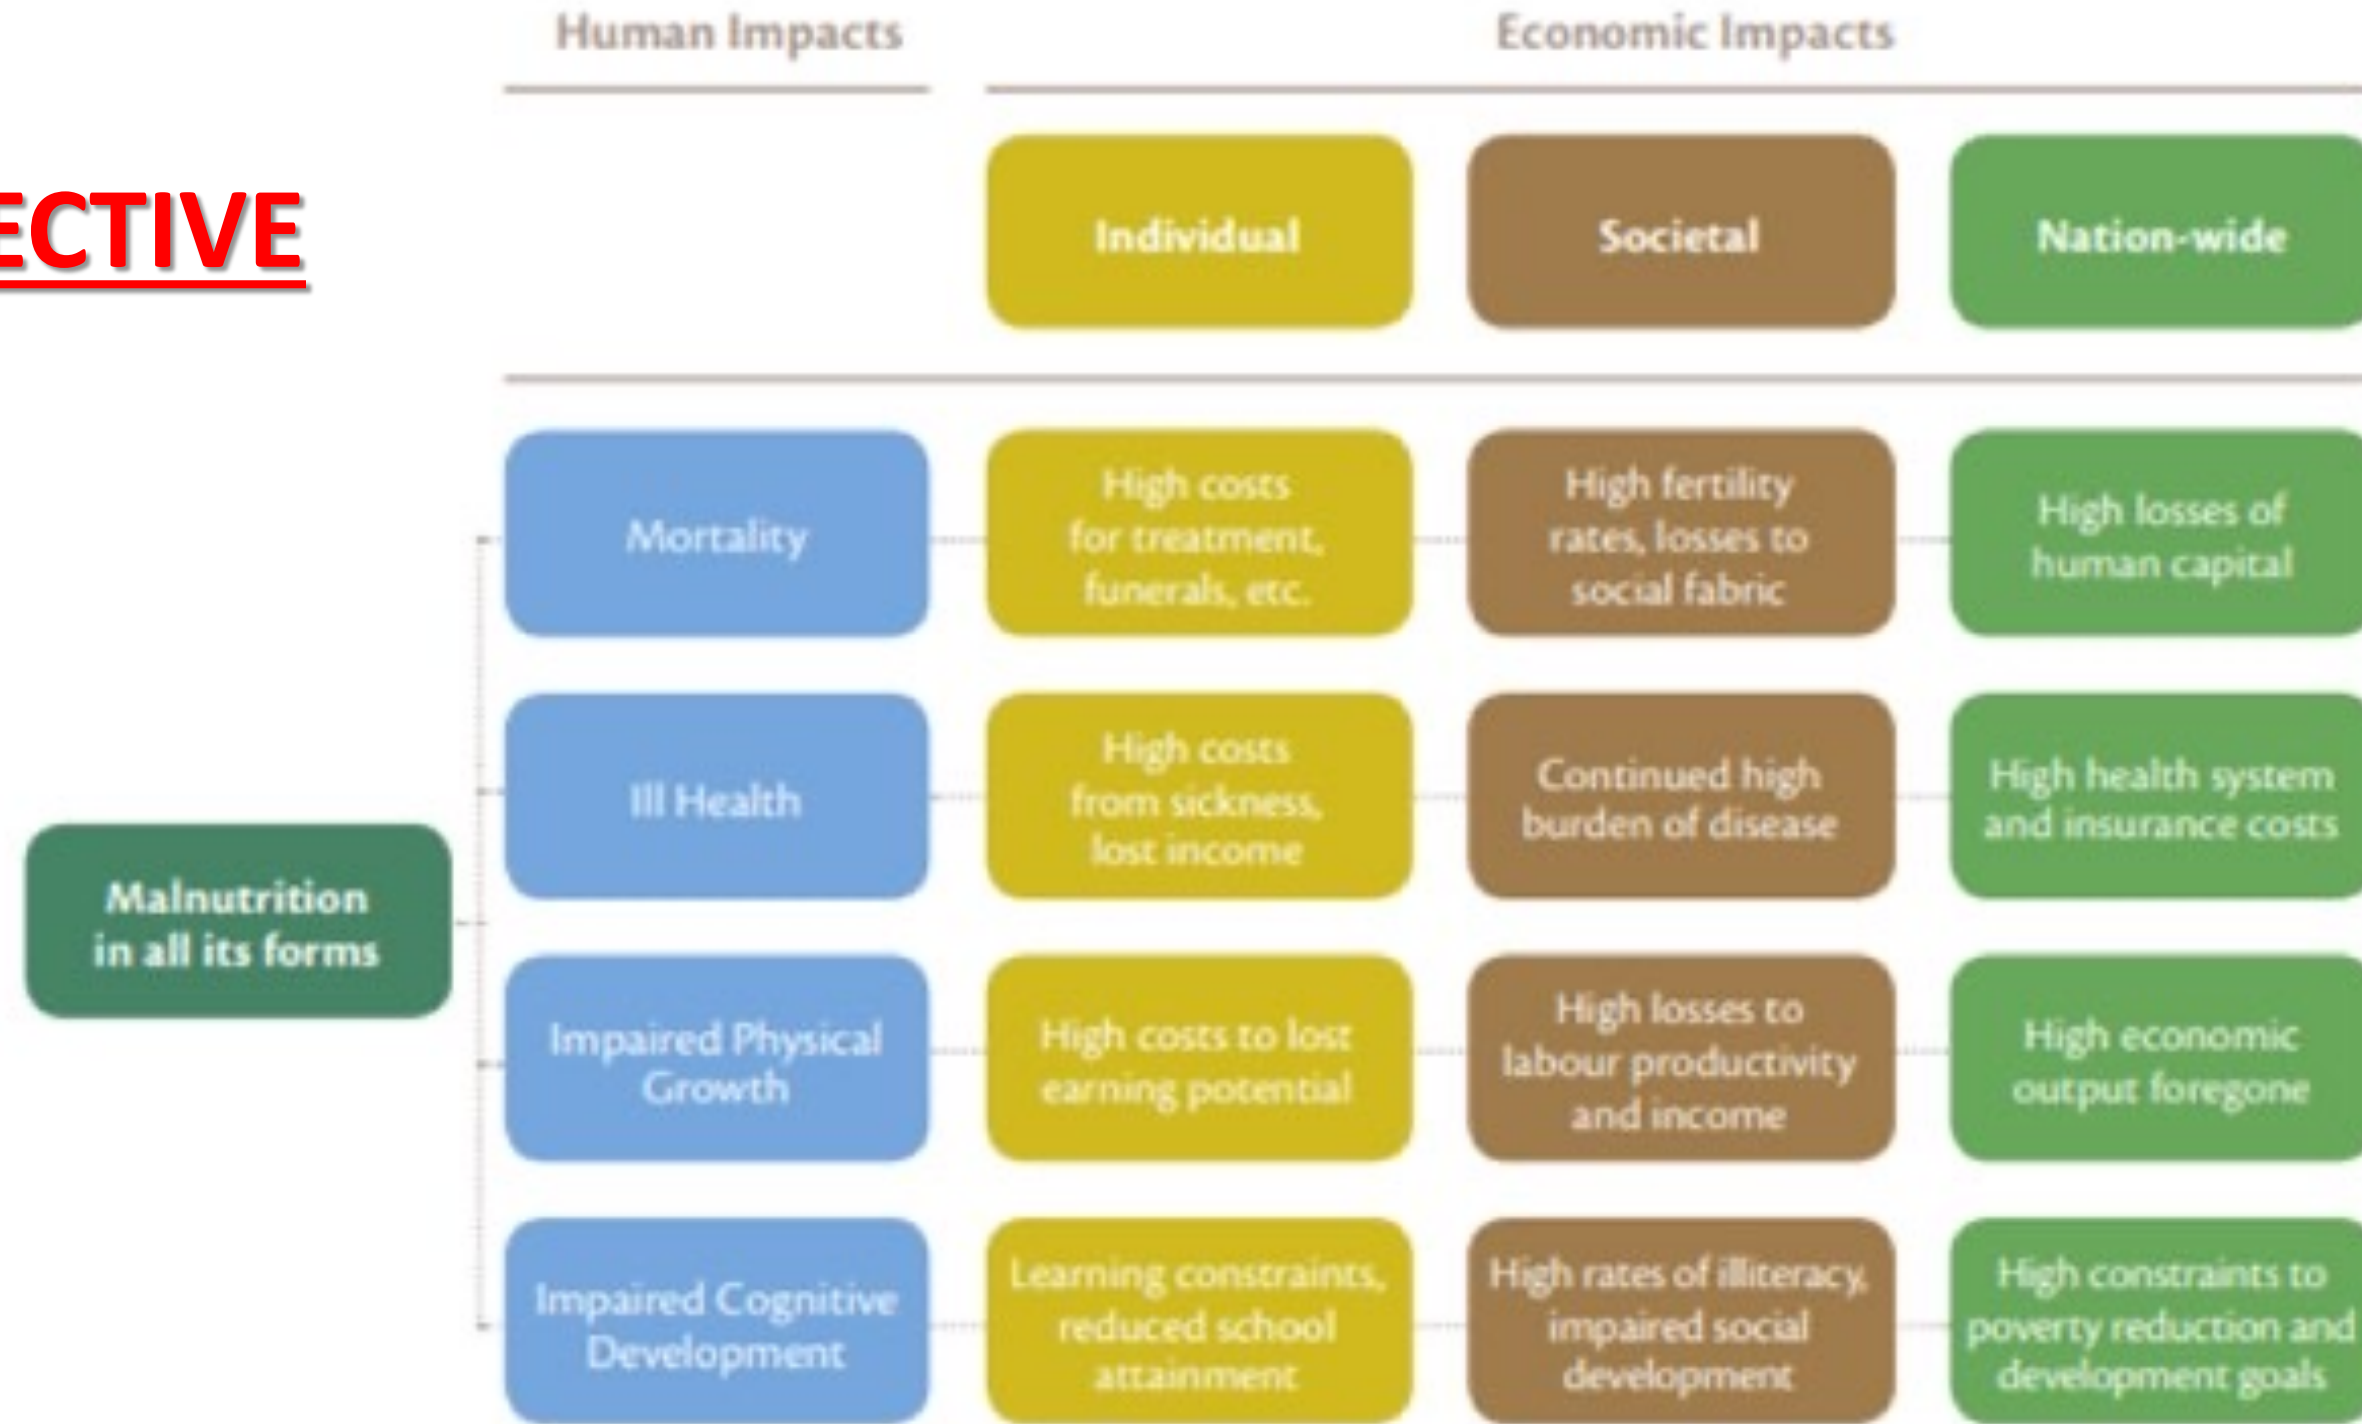 Human Impacts
Economic Impacts
ECTIVE
Individual
Societal
Nation-wide
Mortality
High costs
for treatment,
funerals, etc.
High fertility
rates, losses to
social fabric
High losses of
human capital
Ill Health
High costs
from sickness,
lost income
Continued high
burden of disease
High health system
and insurance costs
Malnutrition
in all its forms
Impaired Physical
Growth
High costs to lost
earning potential
High losses to
labour productivity
and income
High economic
output foregone
Impaired Cognitive
Development
Learning constraints,
reduced school
attainment
High rates of illiteracy,
impaired social
development
High constraints to
poverty reduction and
development goals